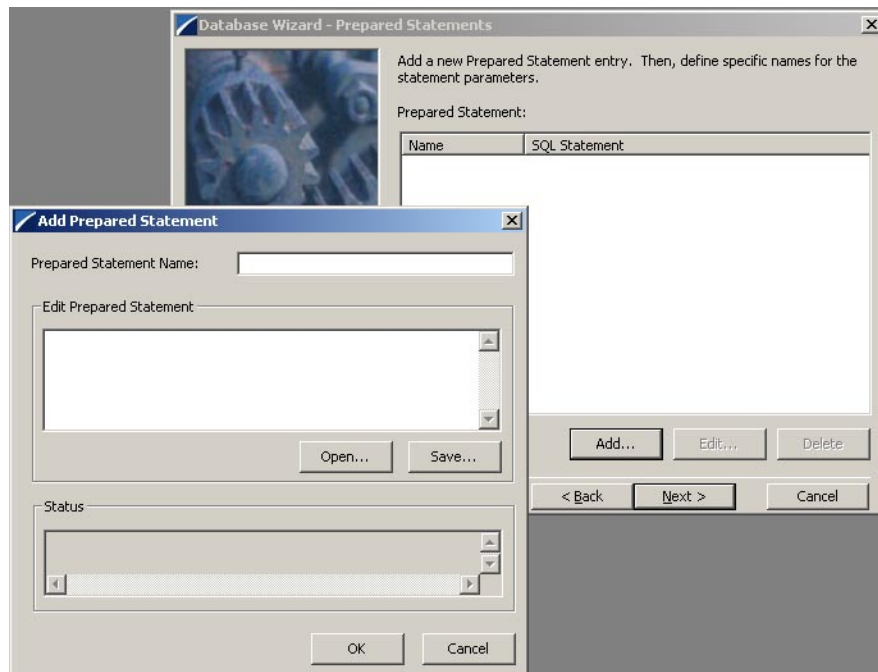 Database Wizard - Prepared Statements
Add a new Prepared Statement entry. Then, define specific names for the
statement parameters.
Prepared Statement:
Name SQL Statement
Add... Edit... Delete
< Back Next > Cancel
Add Prepared Statement
Prepared Statement Name:
Edit Prepared Statement
Open... Save...
Status
OK Cancel